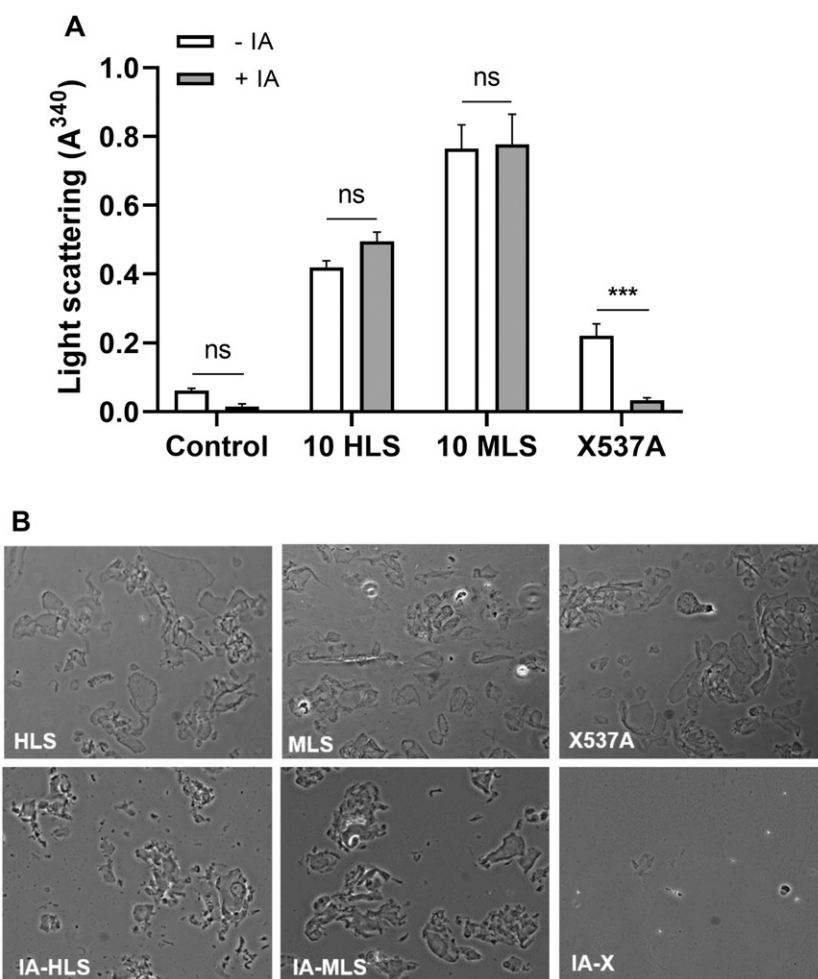 A
- IA
+ IA
Light scattering (A340)
1.0
0.8
0.6
0.4
0.2
0.0
ns
ns
ns
***
Control
10 HLS
10 MLS
X537A
B
HLS
MLS
X537A
IA-HLS
IA-MLS
IA-X